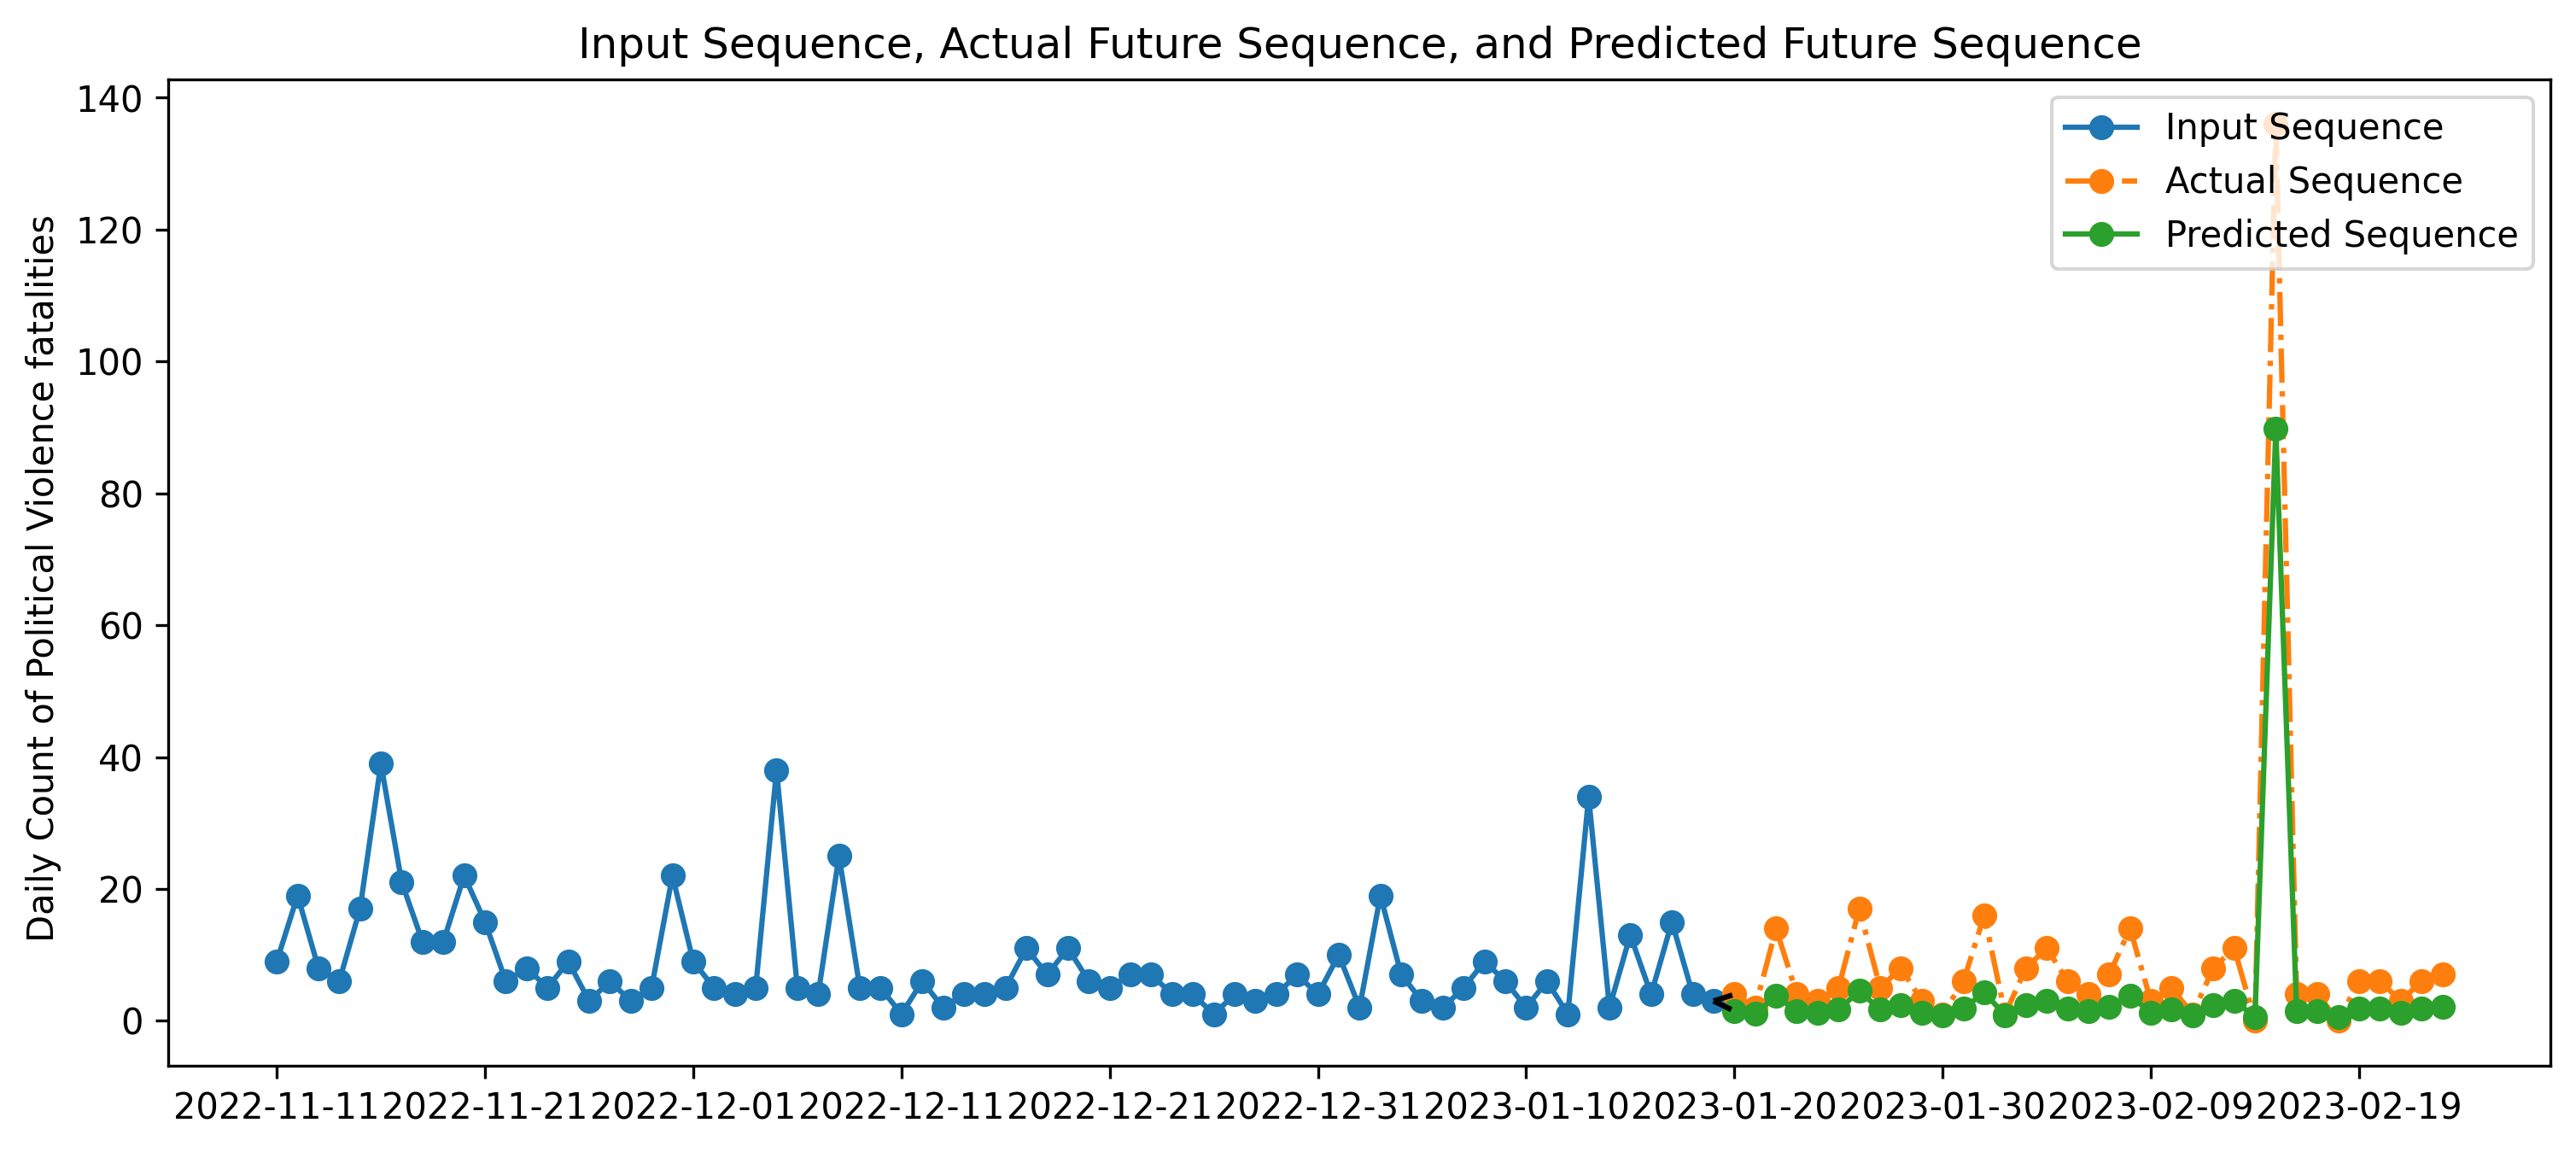 Input Sequence, Actual Future Sequence, and Predicted Future Sequence
Daily Count of Political Violence fatalities
140
120
100
80
60
40
20
0
Input Sequence
Actual Sequence
Predicted Sequence
2022-11-11 2022-11-21 2022-12-01 2022-12-11 2022-12-21 2022-12-31 2023-01-10 2023-01-20 2023-01-30 2023-02-09 2023-02-19